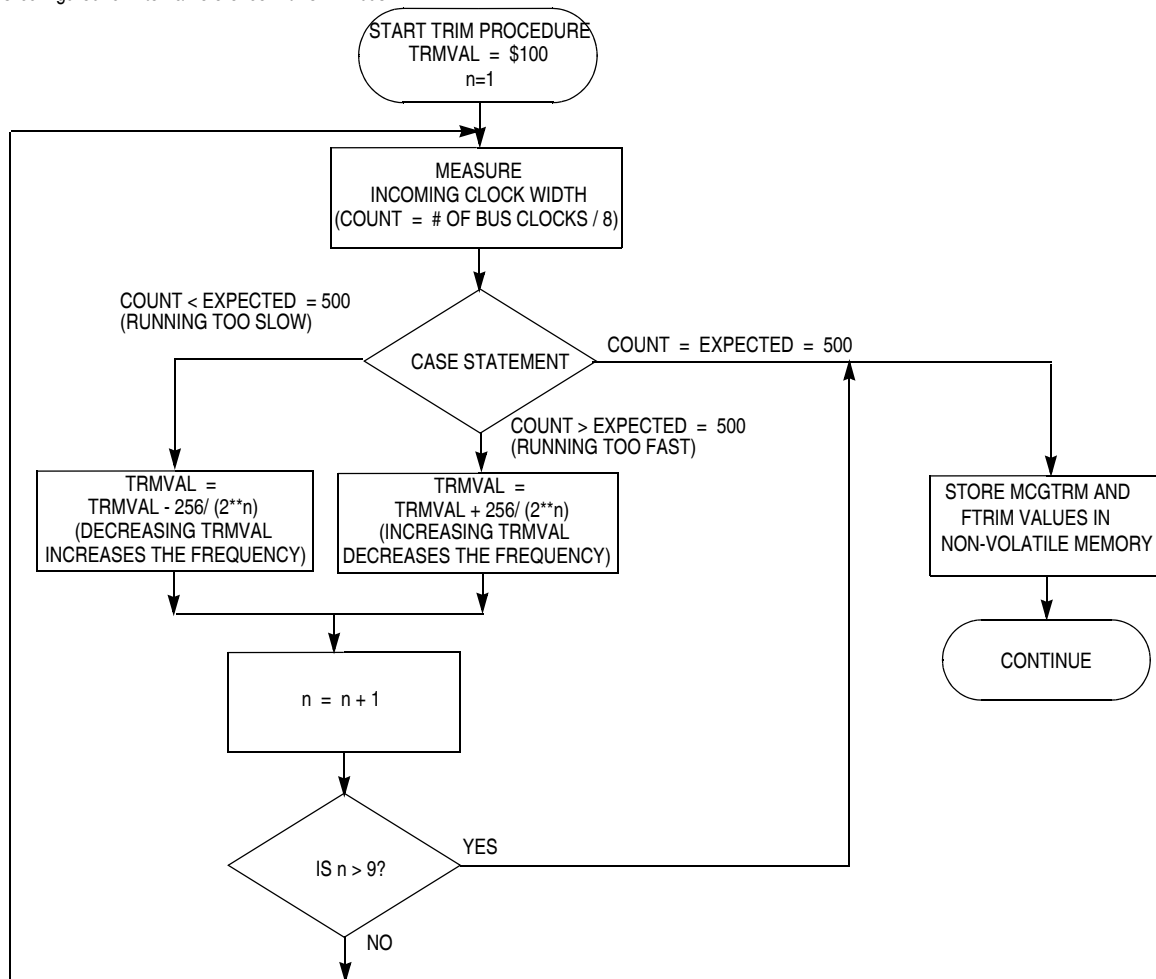 START TRIM PROCEDURE
TRMVAL = $100
n=1
MEASURE
INCOMING CLOCK WIDTH
(COUNT = # OF BUS CLOCKS / 8)
COUNT < EXPECTED = 500
(RUNNING TOO SLOW)
CASE STATEMENT
COUNT = EXPECTED = 500
COUNT > EXPECTED = 500
(RUNNING TOO FAST)
TRMVAL =
TRMVAL - 256/ (2**n)
(DECREASING TRMVAL
INCREASES THE FREQUENCY)
TRMVAL =
TRMVAL + 256/ (2**n)
(INCREASING TRMVAL
DECREASES THE FREQUENCY)
STORE MCGTRM AND
FTRIM VALUES IN
NON-VOLATILE MEMORY
CONTINUE
n = n + 1
IS n > 9?
YES
NO